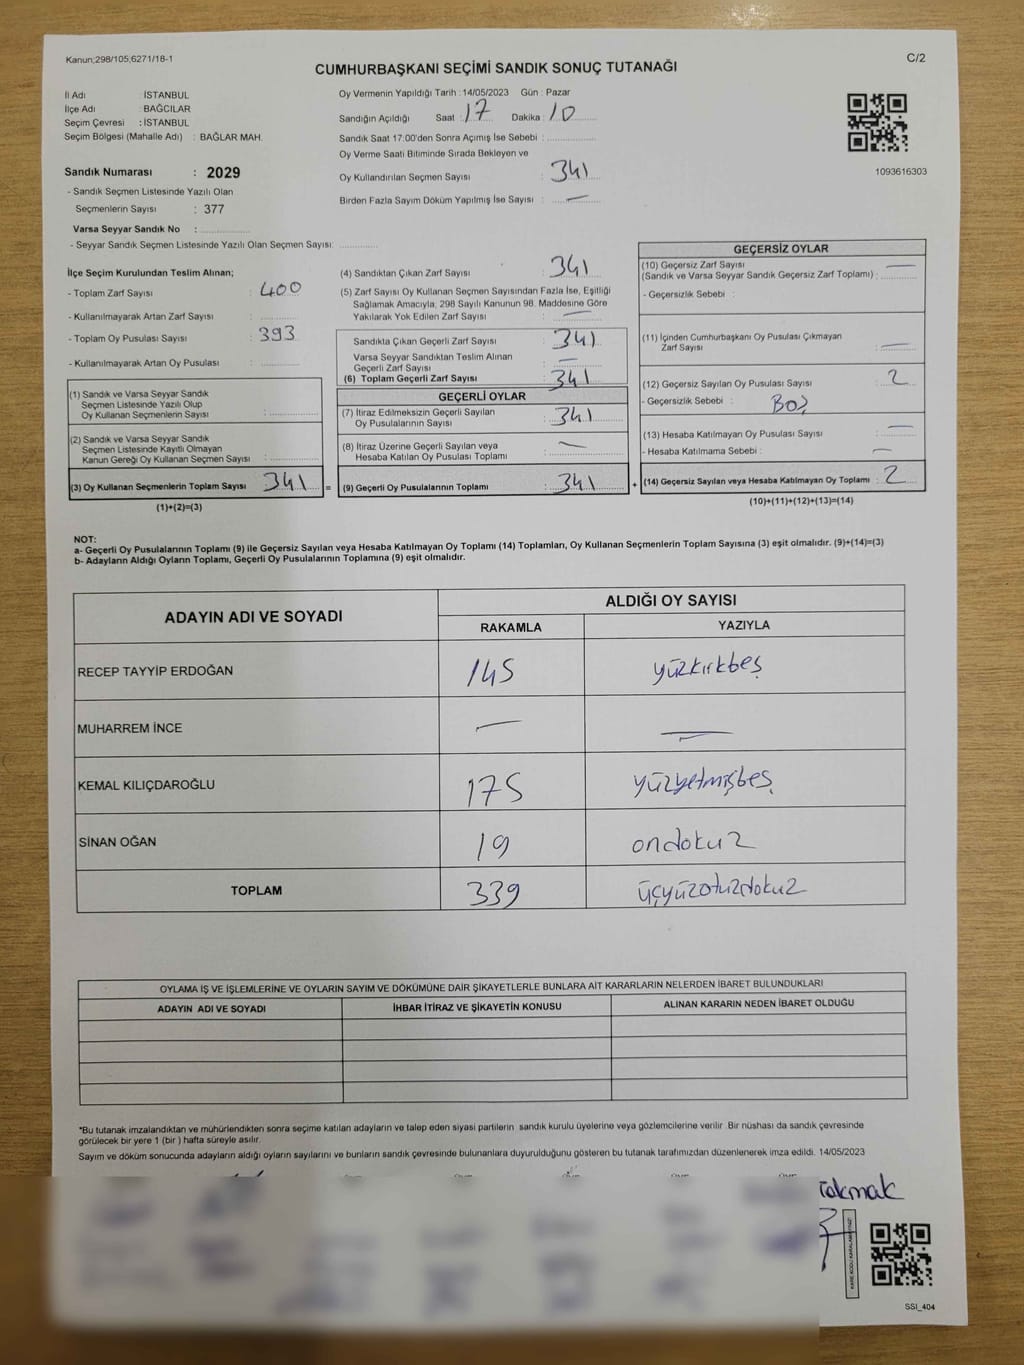 Kanun;298/105,6271/18-1
C/2
CUMHURBAŞKANI SEÇİMİ SANDIK SONUÇ TUTANAĞI
İl Adı : İSTANBUL
İlçe Adı : BAĞCILAR
Seçim Çevresi : İSTANBUL
Seçim Bölgesi (Mahalle Adı) : BAĞLAR MAH.
Sandık Numarası : 2029
- Sandık Seçmen Listesinde Yazılı Olan
Seçmenlerin Sayısı : 377
Varsa Seyyar Sandık No :
- Seyyar Sandık Seçmen Listesinde Yazılı Olan Seçmen Sayısı:
Oy Vermenin Yapıldığı Tarih : 14/05/2023 Gün : Pazar
Sandığın Açıldığı Saat : 17 Dakika : 10
Sandık Saat 17:00'den Sonra Açımış İse Sebebi :
Oy Verme Saati Bitiminde Sırada Bekleyen ve
Oy Kullandırılan Seçmen Sayısı : 341
Birden Fazla Sayım Döküm Yapılmış İse Sayısı : —
1093616303
İlçe Seçim Kurulundan Teslim Alınan;
- Toplam Zarf Sayısı : 400
- Kullanılmayarak Artan Zarf Sayısı :
- Toplam Oy Pusulası Sayısı : 393
- Kullanılmayarak Artan Oy Pusulası :
(1) Sandık ve Varsa Seyyar Sandık
Seçmen Listesinde Yazılı Olup
Oy Kullanan Seçmenlerin Sayısı :
(2) Sandık ve Varsa Seyyar Sandık
Seçmen Listesinde Kayıtlı Olmayan
Kanun Gereği Oy Kullanan Seçmen Sayısı :
(3) Oy Kullanan Seçmenlerin Toplam Sayısı : 341 =
(1)+(2)=(3)
(4) Sandıktan Çıkan Zarf Sayısı : 341
(5) Zarf Sayısı Oy Kullanan Seçmen Sayısından Fazla İse, Eşitliği
Sağlamak Amacıyla, 298 Sayılı Kanunun 98. Maddesine Göre
Yakılarak Yok Edilen Zarf Sayısı : —
Sandıkta Çıkan Geçerli Zarf Sayısı : 341
Varsa Seyyar Sandıktan Teslim Alınan
Geçerli Zarf Sayısı : —
(6) Toplam Geçerli Zarf Sayısı : 341
GEÇERLİ OYLAR
(7) İtiraz Edilmeksizin Geçerli Sayılan
Oy Pusulalarının Sayısı : 341
(8) İtiraz Üzerine Geçerli Sayılan veya
Hesaba Katılan Oy Pusulası Toplamı : —
(9) Geçerli Oy Pusulalarının Toplamı : 341 +
GEÇERSİZ OYLAR
(10) Geçersiz Zarf Sayısı
(Sandık ve Varsa Seyyar Sandık Geçersiz Zarf Toplamı) : —
- Geçersizlik Sebebi :
(11) İçinden Cumhurbaşkanı Oy Pusulası Çıkmayan
Zarf Sayısı : —
(12) Geçersiz Sayılan Oy Pusulası Sayısı : 2
- Geçersizlik Sebebi : BOŞ
(13) Hesaba Katılmayan Oy Pusulası Sayısı : —
- Hesaba Katılmama Sebebi : —
(14) Geçersiz Sayılan veya Hesaba Katılmayan Oy Toplamı : 2
(10)+(11)+(12)+(13)=(14)
NOT:
a- Geçerli Oy Pusulalarının Toplamı (9) ile Geçersiz Sayılan veya Hesaba Katılmayan Oy Toplamı (14) Toplamları, Oy Kullanan Seçmenlerin Toplam Sayısına (3) eşit olmalıdır. (9)+(14)=(3)
b- Adayların Aldığı Oyların Toplamı, Geçerli Oy Pusulalarının Toplamına (9) eşit olmalıdır.
ADAYIN ADI VE SOYADI
ALDIĞI OY SAYISI
RAKAMLA YAZIYLA
RECEP TAYYİP ERDOĞAN 145 yüzkırkbeş
MUHARREM İNCE — —
KEMAL KILIÇDAROĞLU 175 yüzyetmişbeş
SİNAN OĞAN 19 ondokuz
TOPLAM 339 üçyüzotuzdokuz
OYLAMA İŞ VE İŞLEMLERİNE VE OYLARIN SAYIM VE DÖKÜMÜNE DAİR ŞİKAYETLERLE BUNLARA AİT KARARLARIN NELERDEN İBARET BULUNDUKLARI
ADAYIN ADI VE SOYADI İHBAR İTİRAZ VE ŞİKAYETİN KONUSU ALINAN KARARIN NEDEN İBARET OLDUĞU
*Bu tutanak imzalandıktan ve mühürlendikten sonra seçime katılan adayların ve talep eden siyasi partilerin sandık kurulu üyelerine veya gözlemcilerine verilir .Bir nüshası da sandık çevresinde
görülecek bir yere 1 (bir ) hafta süreyle asılır.
Sayım ve döküm sonucunda adayların aldığı oyların sayılarını ve bunların sandık çevresinde bulunanlara duyurulduğunu gösteren bu tutanak tarafımızdan düzenlenerek imza edildi. 14/05/2023
KARE KODU KARALAMAYINIZ!
SSI_404